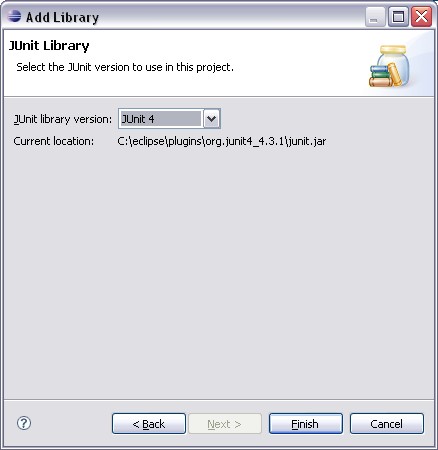 Add Library
JUnit Library
Select the JUnit version to use in this project.
JUnit library version: JUnit 4
Current location: C:\eclipse\plugins\org.junit4_4.3.1\junit.jar
? < Back Next > Finish Cancel